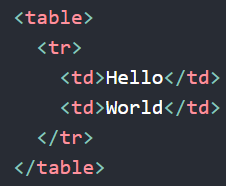 <table>
  <tr>
    <td>Hello</td>
    <td>World</td>
  </tr>
</table>